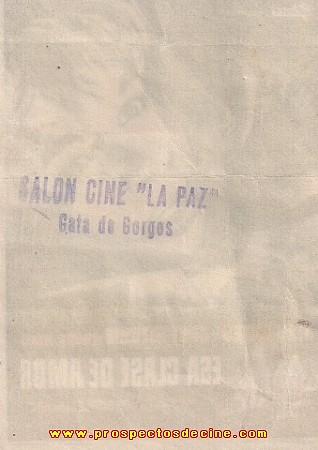 SALON CINE "LA PAZ"
Gata de Gorgos
ESA CLASE DE AMOR
www.prospectosdecine.com